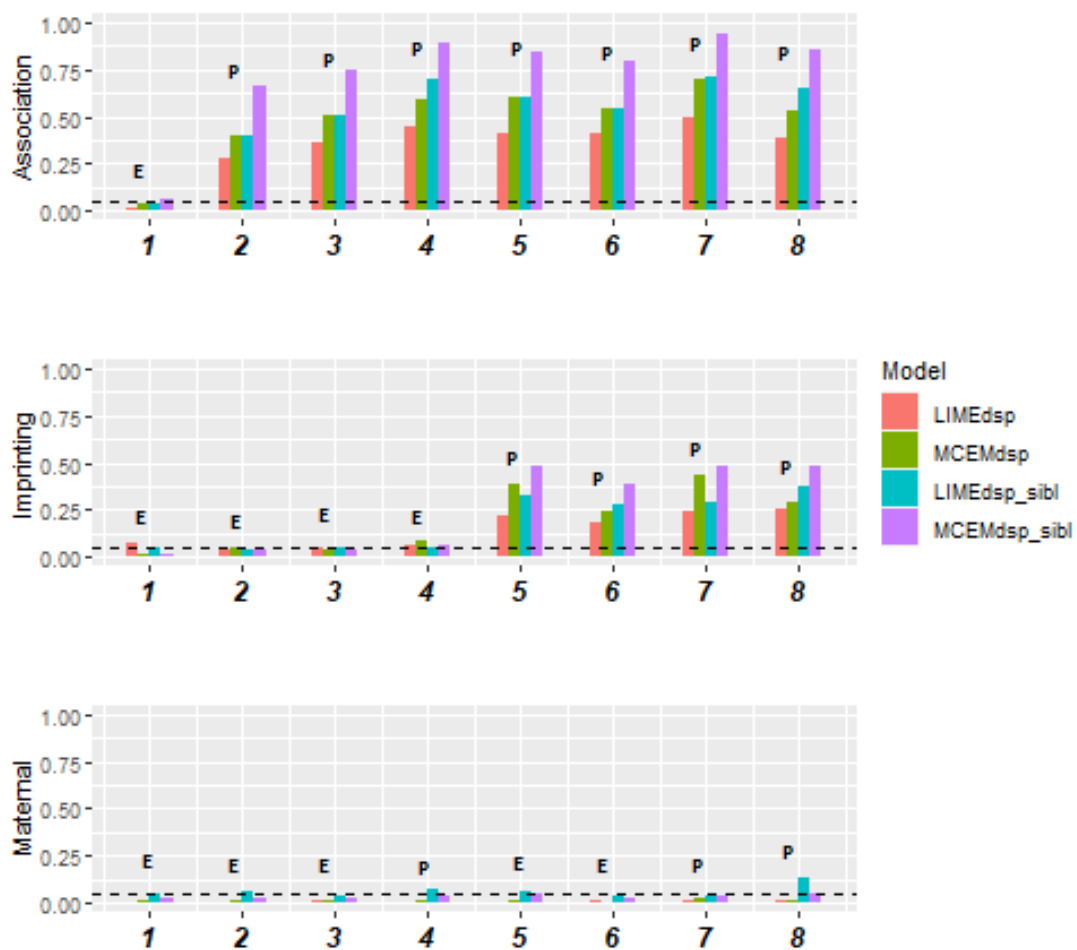 Association
1.00
0.75
0.50
0.25
0.00
E P P P P P P P
1 2 3 4 5 6 7 8
Imprinting
1.00
0.75
0.50
0.25
0.00
E E E E P P P P
1 2 3 4 5 6 7 8
Model
LIMEdsp
MCEMdsp
LIMEdsp_sibl
MCEMdsp_sibl
Maternal
1.00
0.75
0.50
0.25
0.00
E E E P E E P P
1 2 3 4 5 6 7 8